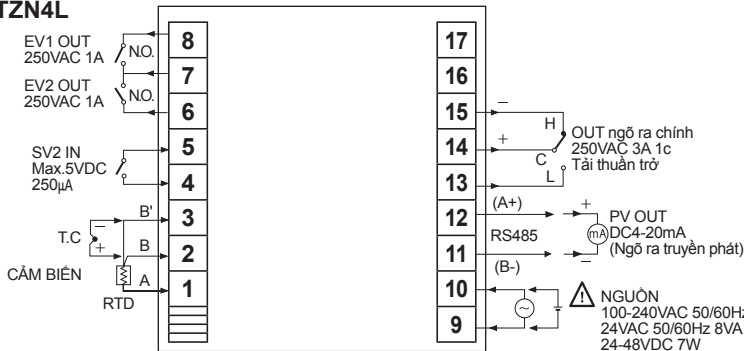 TZN4L
EV1 OUT
250VAC 1A
N.O.
EV2 OUT
250VAC 1A
N.O.
SV2 IN
Max.5VDC
250µA
B'
T.C
−
+
B
CẢM BIẾN
A
RTD
8
7
6
5
4
3
2
1
17
16
15
14
13
12
11
10
9
−
H
+
C
L
OUT ngõ ra chính
250VAC 3A 1c
Tải thuần trở
(A+)
RS485
(B-)
+
mA
−
PV OUT
DC4-20mA
(Ngõ ra truyền phát)
NGUỒN
100-240VAC 50/60Hz
24VAC 50/60Hz 8VA
24-48VDC 7W